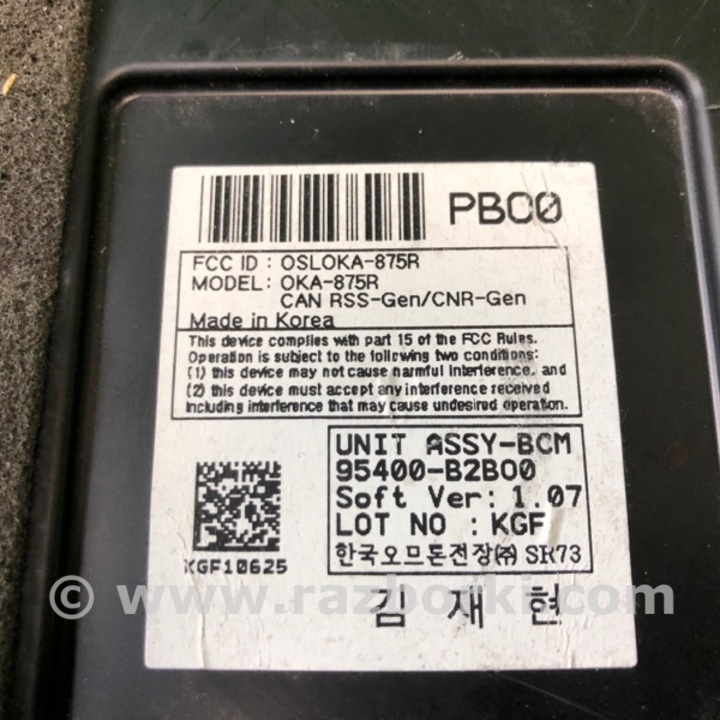 PBC0
FCC ID : OSLOKA-875R
MODEL: OKA-875R
CAN RSS-Gen/CNR-Gen
Made in Korea
This device complies with part 15 of the FCC Rules.
Operation is subject to the following two conditions:
(1) this device may not cause harmful interference. and
(2) this device must accept any interference received
including interference that may cause undesired operation.
UNIT ASSY-BCM
95400-B2B00
Soft Ver: 1.07
LOT NO : KGF
한국오므론전장㈜ SR73
KGF10625
© www.razborki.com
김재현